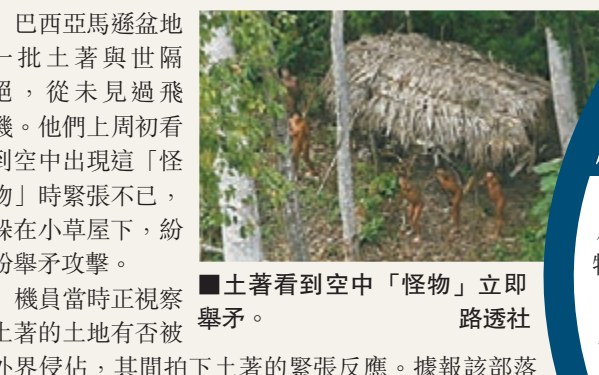 巴西亞馬遜盆地
一批土著與世隔
絕，從未見過飛
機。他們上周初看
到空中出現這「怪
物」時緊張不已，
躲在小草屋下，紛
紛舉矛攻擊。
機員當時正視察
土著的土地有否被
外界侵佔，其間拍下土著的緊張反應。據報該部落
■土著看到空中「怪物」立即
舉矛。 路透社